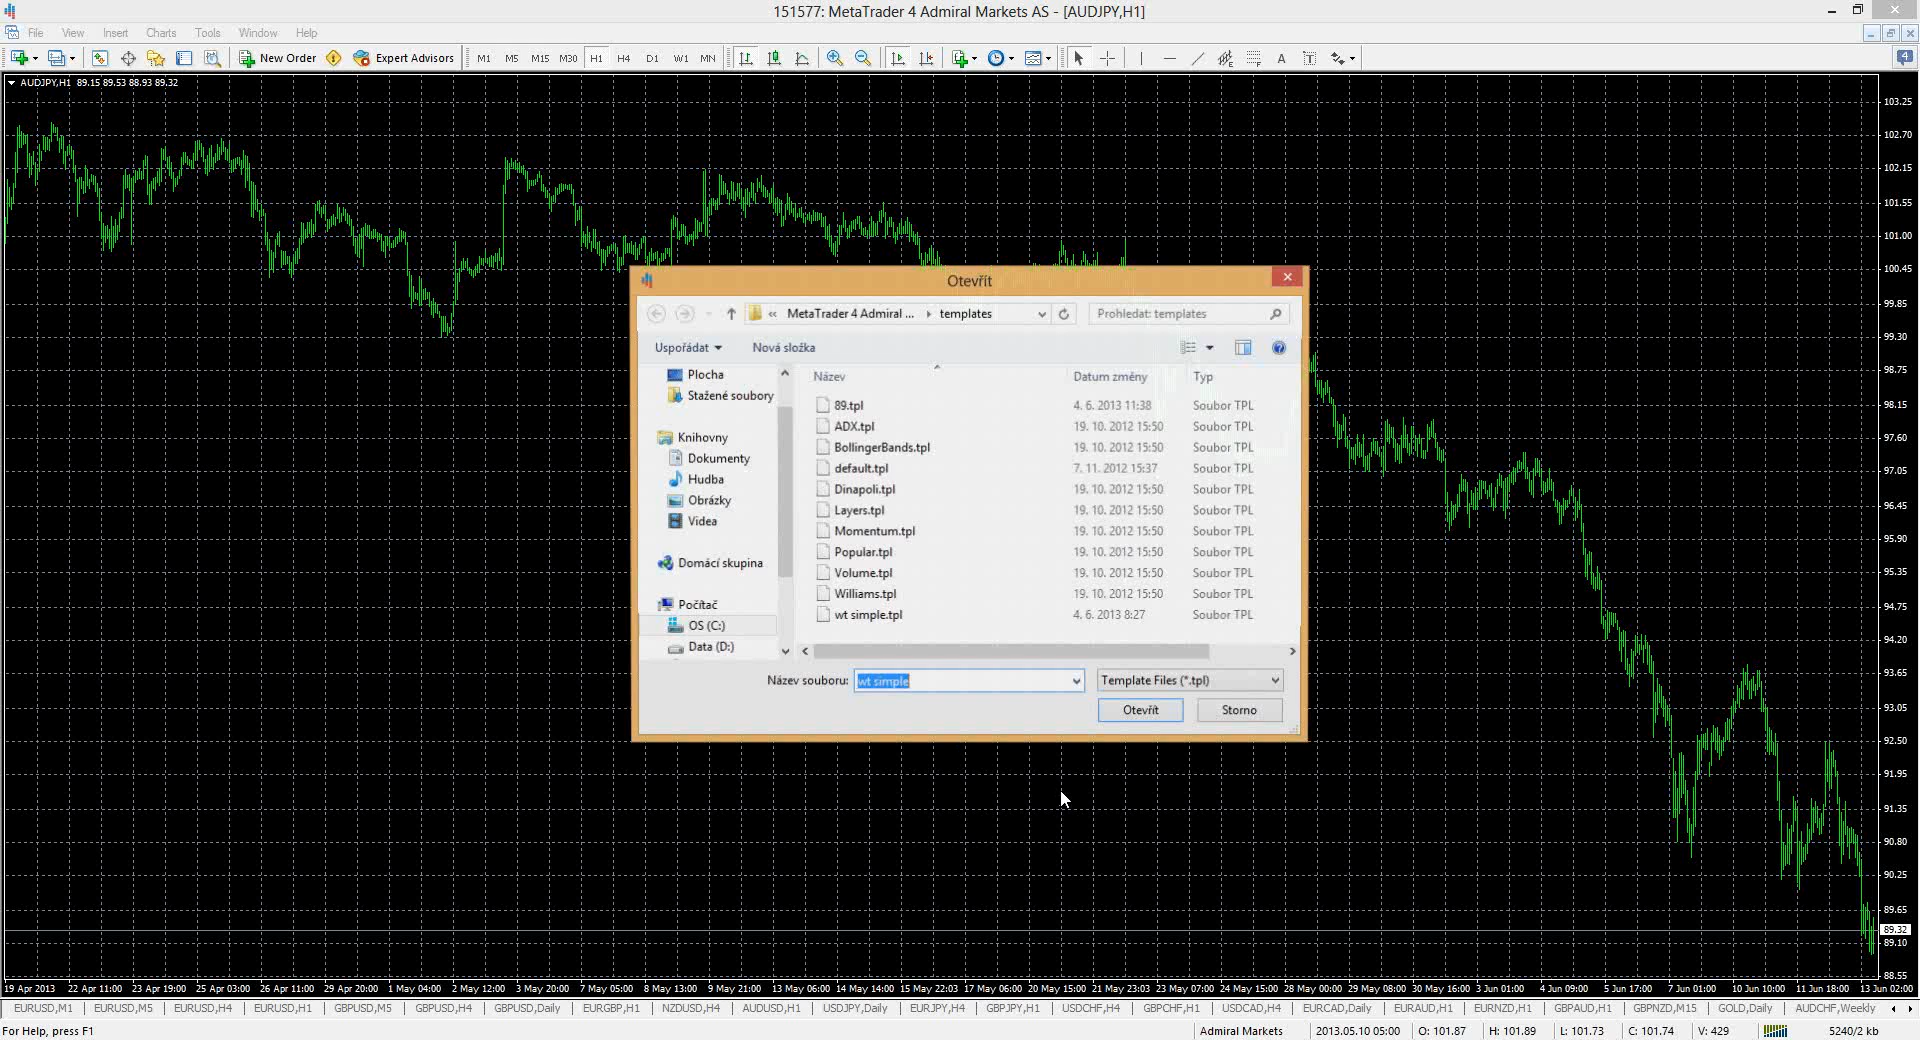 151577: MetaTrader 4 Admiral Markets AS - [AUDJPY,H1]
File View Insert Charts Tools Window Help
New Order Expert Advisors M1 M5 M15 M30 H1 H4 D1 W1 MN A T 4
AUDJPY,H1 89.15 89.53 88.93 89.32
103.25
102.70
102.15
101.55
101.00
100.45
99.85
99.30
98.75
98.15
97.60
97.05
96.45
95.90
95.35
94.75
94.20
93.65
93.05
92.50
91.95
91.35
90.80
90.25
89.65
89.32
89.10
88.55
Otevřít
« MetaTrader 4 Admiral ... templates Prohledat: templates
Uspořádat Nová složka
Plocha
Stažené soubory
Knihovny
Dokumenty
Hudba
Obrázky
Videa
Domácí skupina
Počítač
OS (C:)
Data (D:)
Název Datum změny Typ
89.tpl 4. 6. 2013 11:38 Soubor TPL
ADX.tpl 19. 10. 2012 15:50 Soubor TPL
BollingerBands.tpl 19. 10. 2012 15:50 Soubor TPL
default.tpl 7. 11. 2012 15:37 Soubor TPL
Dinapoli.tpl 19. 10. 2012 15:50 Soubor TPL
Layers.tpl 19. 10. 2012 15:50 Soubor TPL
Momentum.tpl 19. 10. 2012 15:50 Soubor TPL
Popular.tpl 19. 10. 2012 15:50 Soubor TPL
Volume.tpl 19. 10. 2012 15:50 Soubor TPL
Williams.tpl 19. 10. 2012 15:50 Soubor TPL
wt simple.tpl 4. 6. 2013 8:27 Soubor TPL
Název souboru: wt simple Template Files (*.tpl)
Otevřít Storno
19 Apr 2013 22 Apr 11:00 23 Apr 19:00 25 Apr 03:00 26 Apr 11:00 29 Apr 20:00 1 May 04:00 2 May 12:00 3 May 20:00 7 May 05:00 8 May 13:00 9 May 21:00 13 May 06:00 14 May 14:00 15 May 22:03 17 May 06:00 20 May 15:00 21 May 23:03 23 May 07:00 24 May 15:00 28 May 00:00 29 May 08:00 30 May 16:00 3 Jun 01:00 4 Jun 09:00 5 Jun 17:00 7 Jun 01:00 10 Jun 10:00 11 Jun 18:00 13 Jun 02:00
EURUSD,M1 EURUSD,M5 EURUSD,H4 EURUSD,H1 GBPUSD,M5 GBPUSD,H4 GBPUSD,Daily EURGBP,H1 NZDUSD,H4 AUDUSD,H1 USDJPY,Daily EURJPY,H4 GBPJPY,H1 USDCHF,H4 GBPCHF,H1 USDCAD,H4 EURCAD,Daily EURAUD,H1 EURNZD,H1 GBPAUD,H1 GBPNZD,M15 GOLD,Daily AUDCHF,Weekly
For Help, press F1 Admiral Markets 2013.05.10 05:00 O: 101.87 H: 101.89 L: 101.73 C: 101.74 V: 429 5240/2 kb